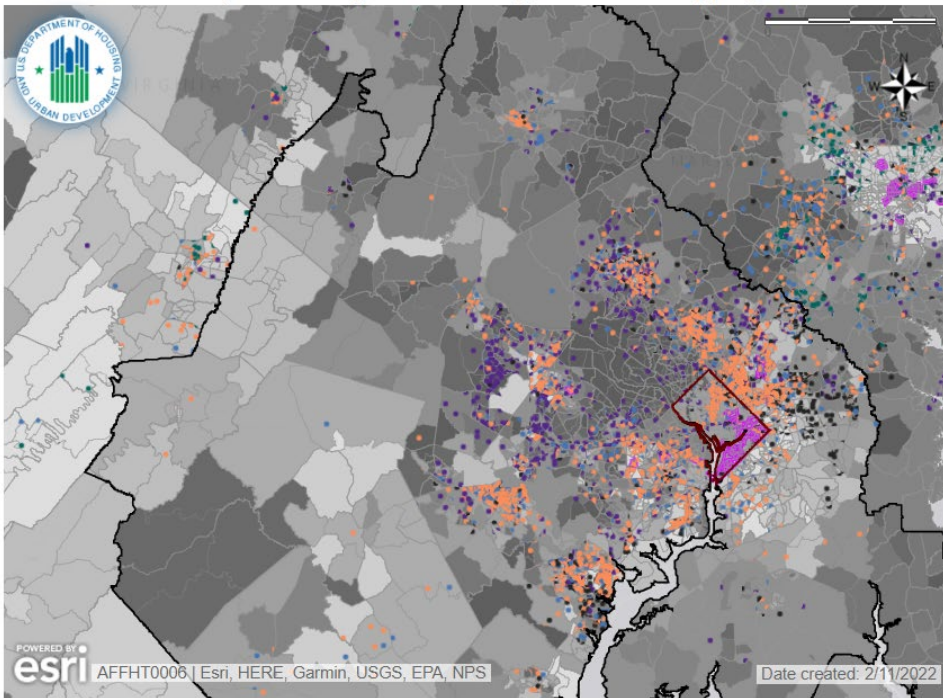 U.S. DEPARTMENT OF HOUSING
AND URBAN DEVELOPMENT
N
W E
S
POWERED BY
esri
AFFHT0006 | Esri, HERE, Garmin, USGS, EPA, NPS
Date created: 2/11/2022